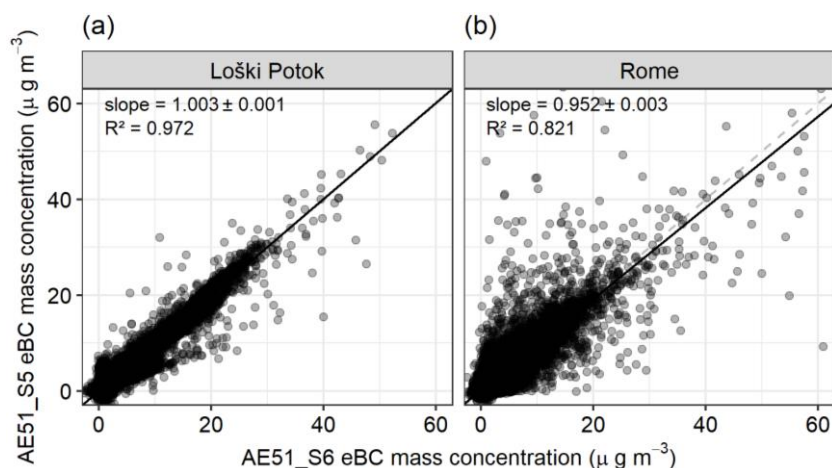 (a)
(b)
Loški Potok
Rome
slope = 1.003 ± 0.001
R² = 0.972
slope = 0.952 ± 0.003
R² = 0.821
AE51_S5 eBC mass concentration (μ g m⁻³)
60
40
20
0
0 20 40 60
0 20 40 60
AE51_S6 eBC mass concentration (μ g m⁻³)